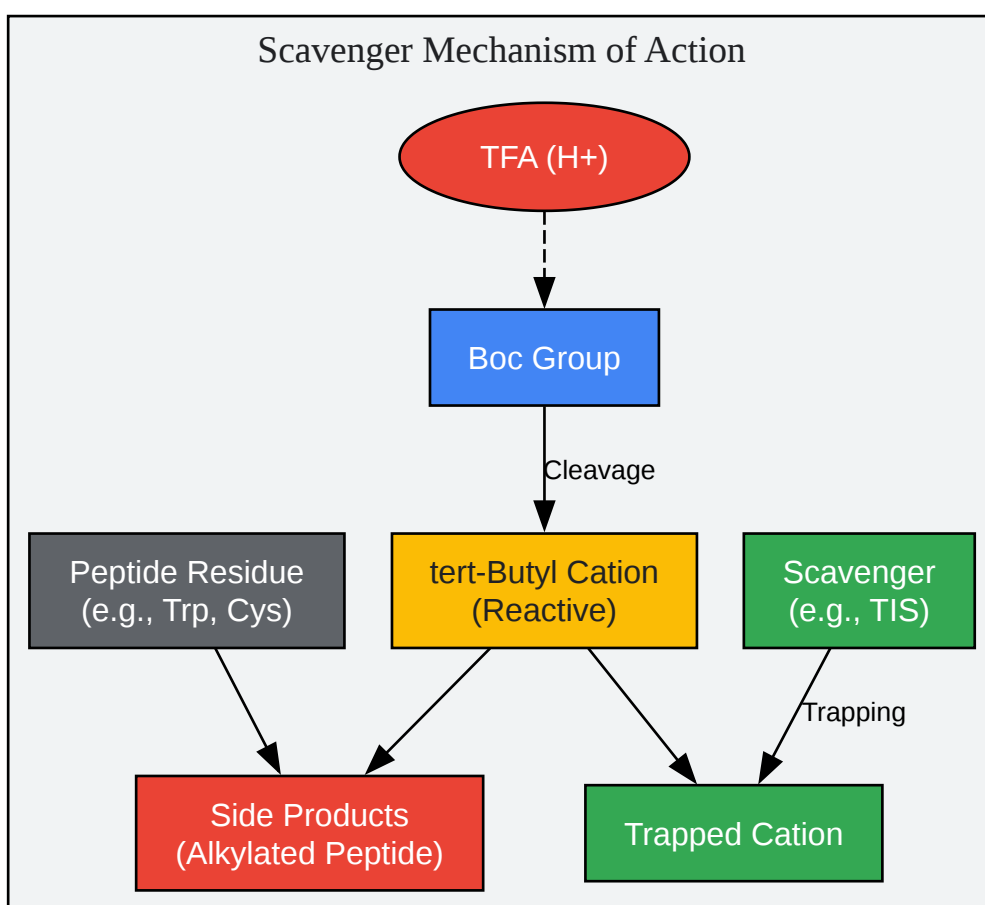 Scavenger Mechanism of Action
TFA (H+)
Boc Group
Cleavage
Peptide Residue
(e.g., Trp, Cys)
tert-Butyl Cation
(Reactive)
Scavenger
(e.g., TIS)
Trapping
Side Products
(Alkylated Peptide)
Trapped Cation